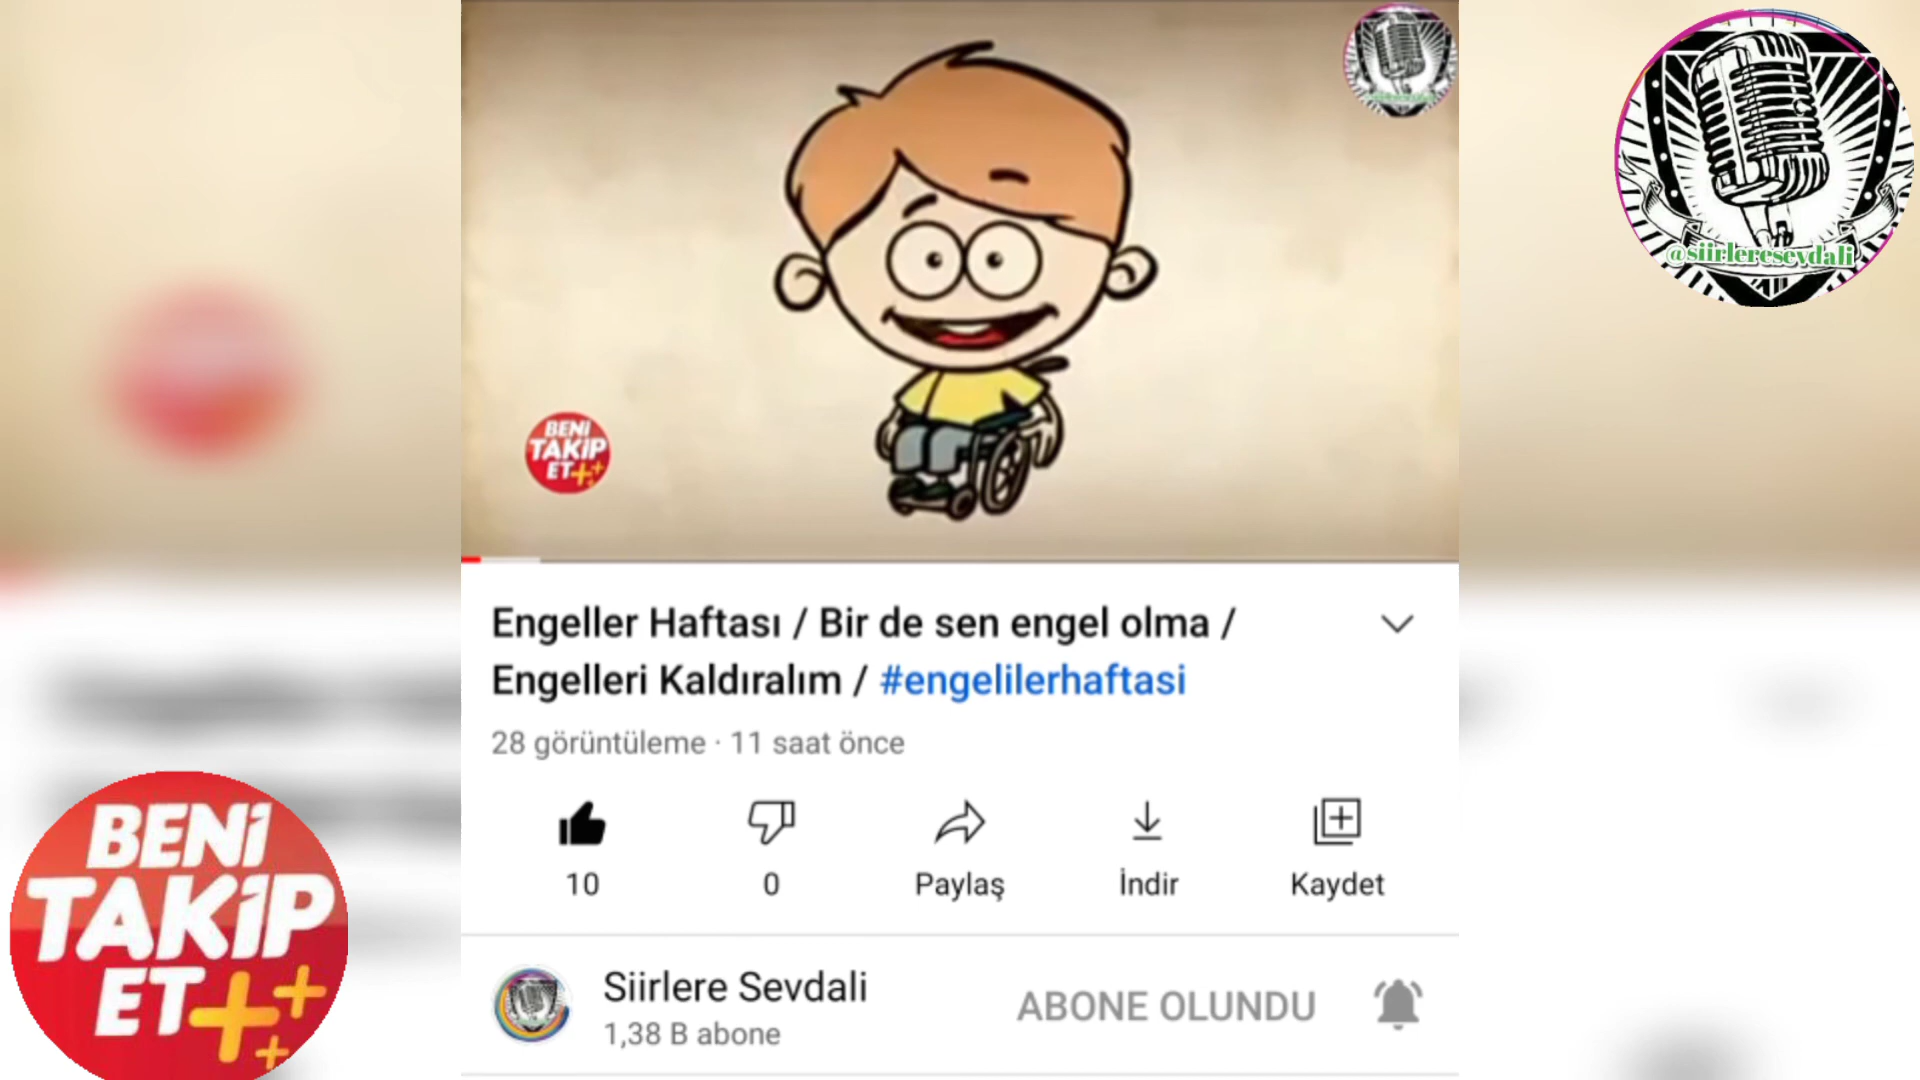 @siirleresevdali
BENİ
TAKİP
ET++
Engeller Haftası / Bir de sen engel olma /
Engelleri Kaldıralım / #engelilerhaftasi
28 görüntüleme · 11 saat önce
10
0
Paylaş
İndir
Kaydet
BENİ
TAKİP
ET++
Siirlere Sevdali
1,38 B abone
ABONE OLUNDU